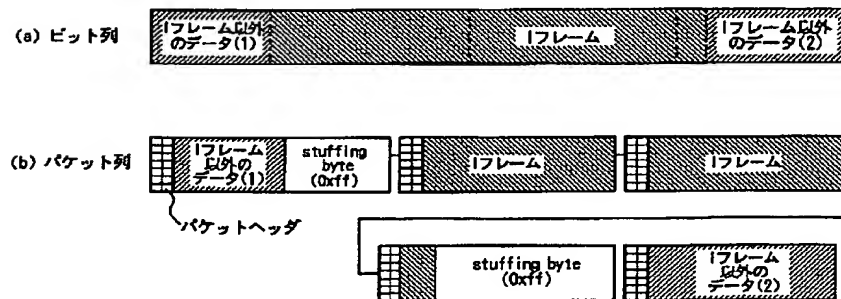 (a) ビット列
Iフレーム以外
のデータ(1)
Iフレーム
Iフレーム以外
のデータ(2)
(b) パケット列
Iフレーム
以外の
データ(1)
stuffing
byte
(0xff)
Iフレーム
Iフレーム
パケットヘッダ
stuffing byte
(0xff)
Iフレーム
以外の
データ(2)